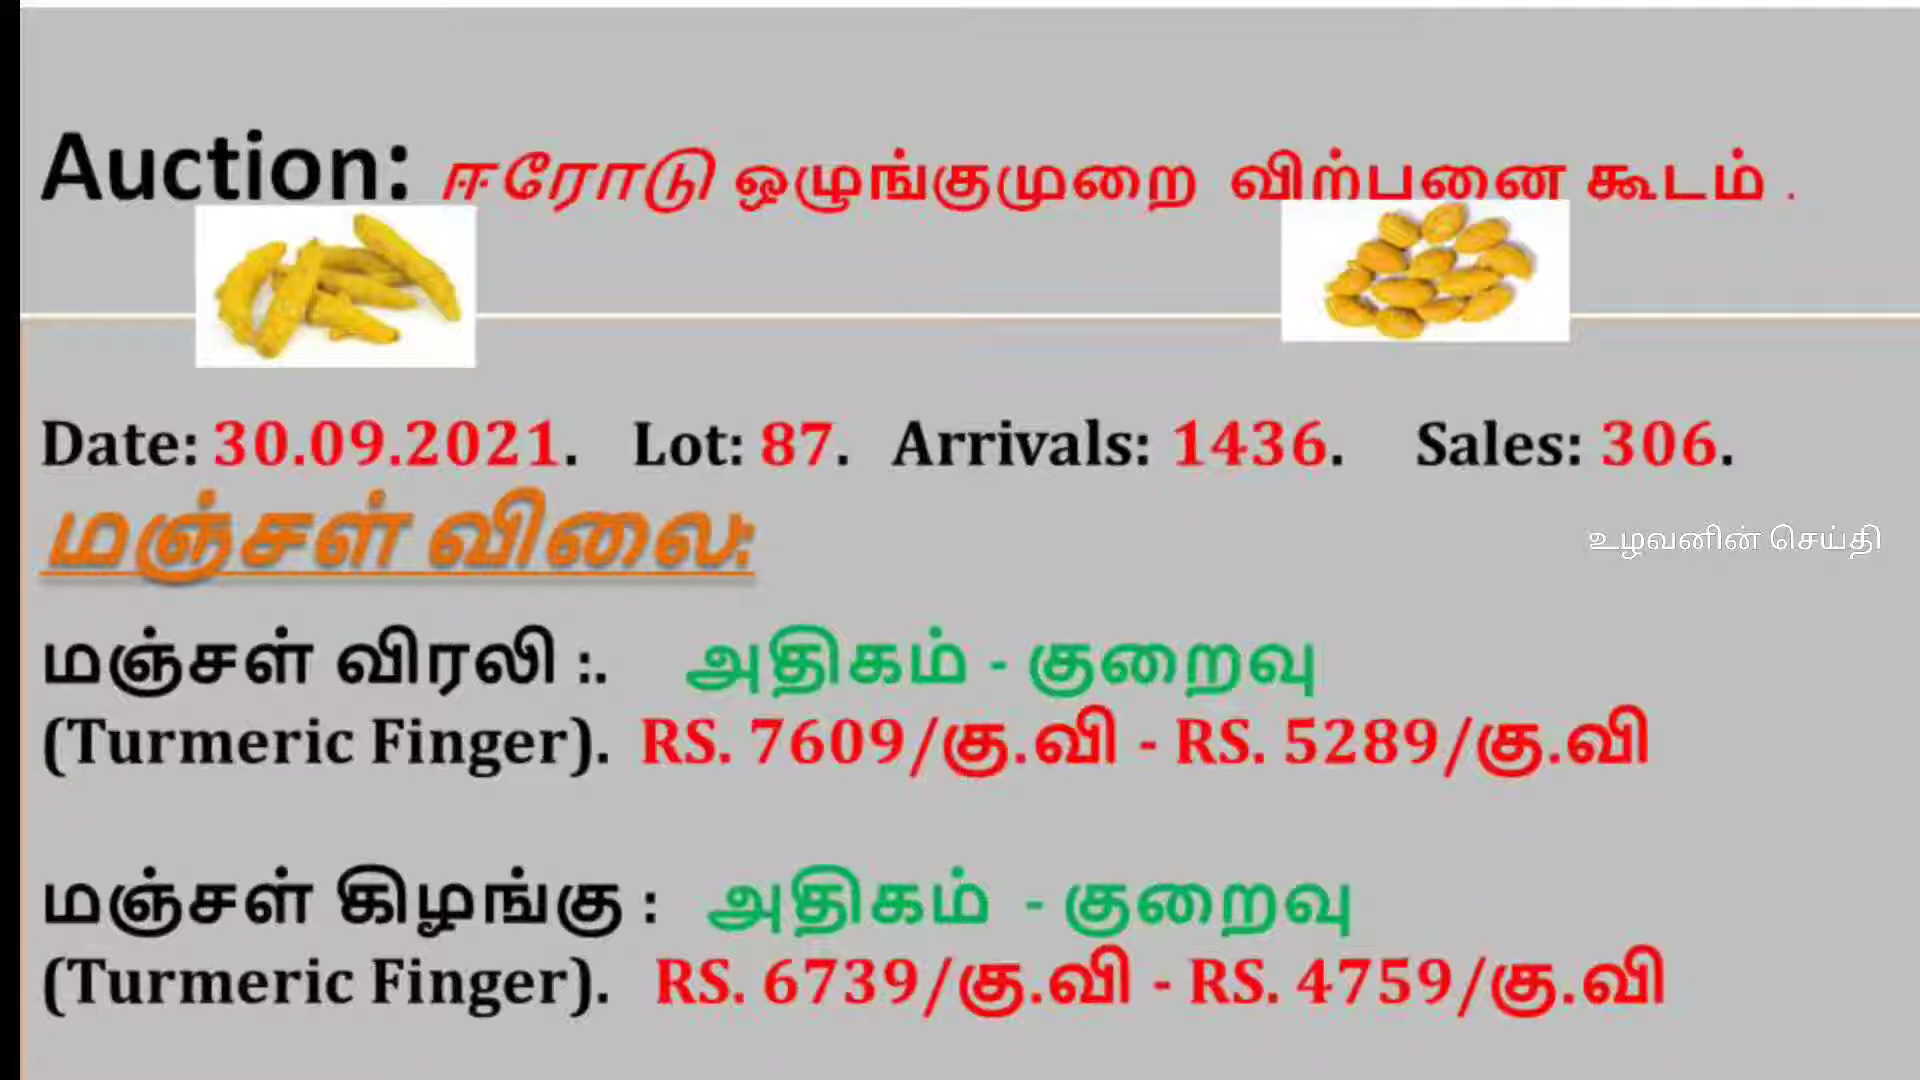 Auction: ஈரோடு ஒழுங்குமுறை விற்பனை கூடம் .
Date: 30.09.2021. Lot: 87. Arrivals: 1436. Sales: 306.
மஞ்சள் விலை:
உழவனின் செய்தி
மஞ்சள் விரலி :. அதிகம் - குறைவு
(Turmeric Finger). RS. 7609/கு.வி - RS. 5289/கு.வி
மஞ்சள் கிழங்கு : அதிகம் - குறைவு
(Turmeric Finger). RS. 6739/கு.வி - RS. 4759/கு.வி